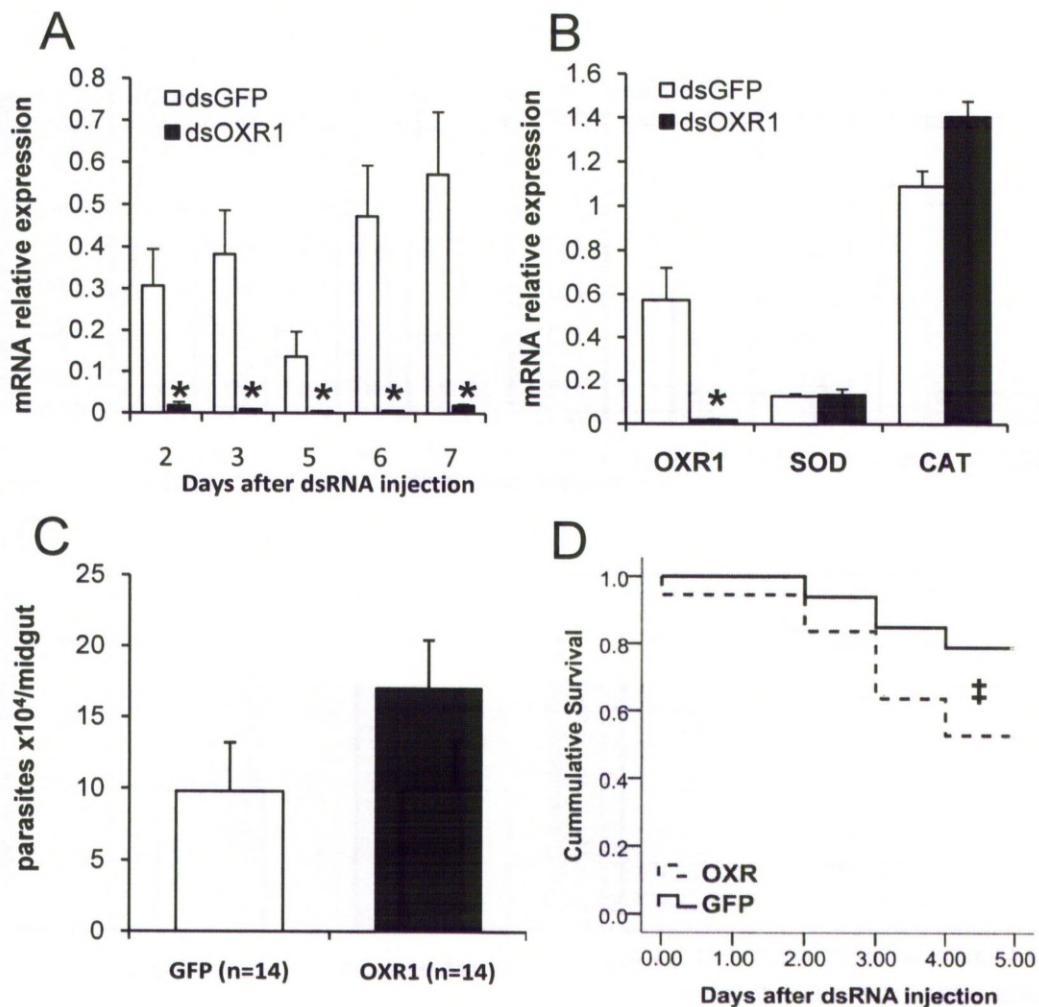 A
mRNA relative expression
0.8
0.7
0.6
0.5
0.4
0.3
0.2
0.1
0
dsGFP
dsOXR1
* * * * *
2 3 5 6 7
Days after dsRNA injection
B
mRNA relative expression
1.6
1.4
1.2
1
0.8
0.6
0.4
0.2
0
dsGFP
dsOXR1
*
OXR1 SOD CAT
C
parasites x10⁴/midgut
25
20
15
10
5
0
GFP (n=14) OXR1 (n=14)
D
Cummulative Survival
1.0
0.8
0.6
0.4
0.2
0.0
‡
OXR
GFP
0.00 1.00 2.00 3.00 4.00 5.00
Days after dsRNA injection